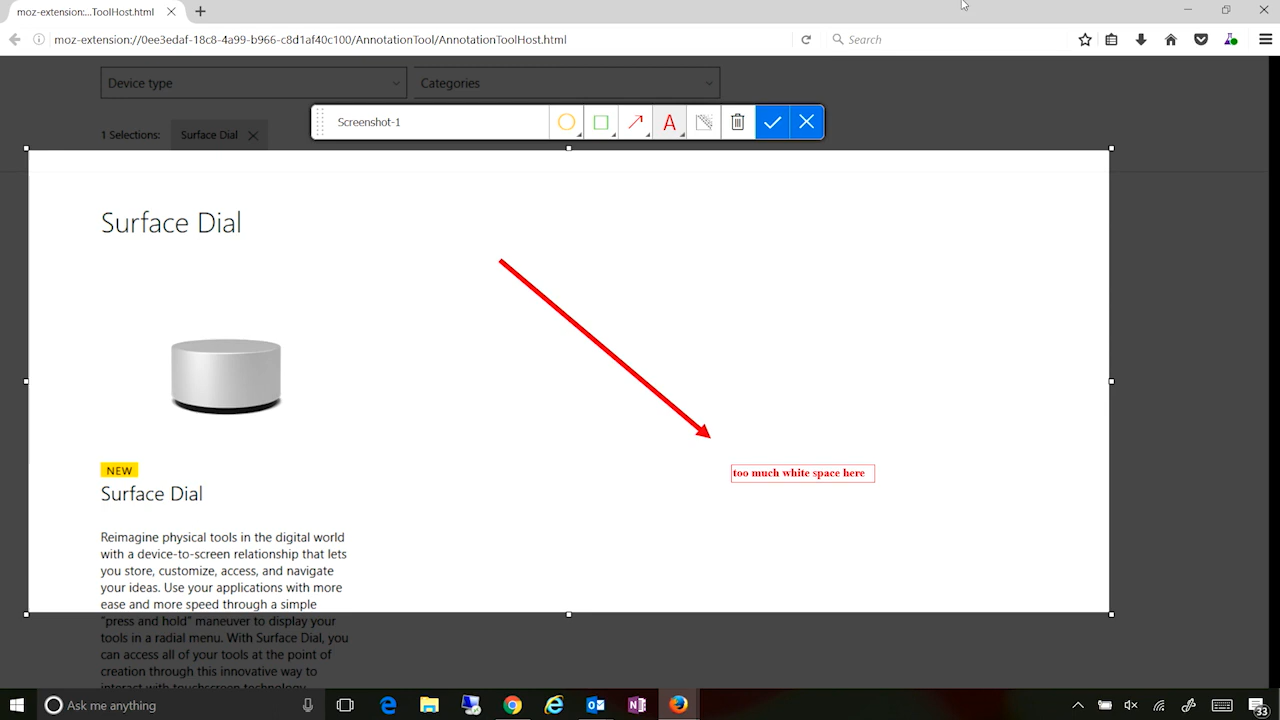 moz-extension:...ToolHost.html
moz-extension://0ee3edaf-18c8-4a99-b966-c8d1af40c100/AnnotationTool/AnnotationToolHost.html
Search
Device type
Categories
1 Selections:
Surface Dial
Screenshot-1
A
Surface Dial
too much white space here
NEW
Surface Dial
Reimagine physical tools in the digital world
with a device-to-screen relationship that lets
you store, customize, access, and navigate
your ideas. Use your applications with more
ease and more speed through a simple
“press and hold” maneuver to display your
tools in a radial menu. With Surface Dial, you
can access all of your tools at the point of
creation through this innovative way to
interact with touchscreen technology.
Ask me anything
33